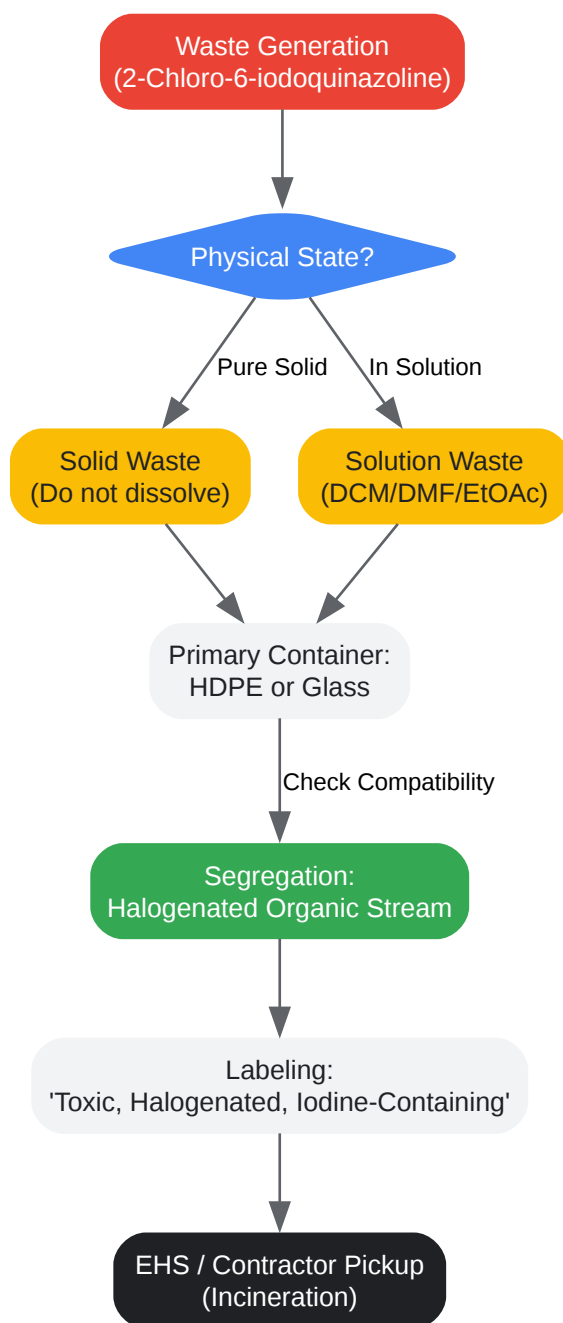 Waste Generation
(2-Chloro-6-iodoquinazoline)
Physical State?
Pure Solid
In Solution
Solid Waste
(Do not dissolve)
Solution Waste
(DCM/DMF/EtOAc)
Primary Container:
HDPE or Glass
Check Compatibility
Segregation:
Halogenated Organic Stream
Labeling:
'Toxic, Halogenated, Iodine-Containing'
EHS / Contractor Pickup
(Incineration)